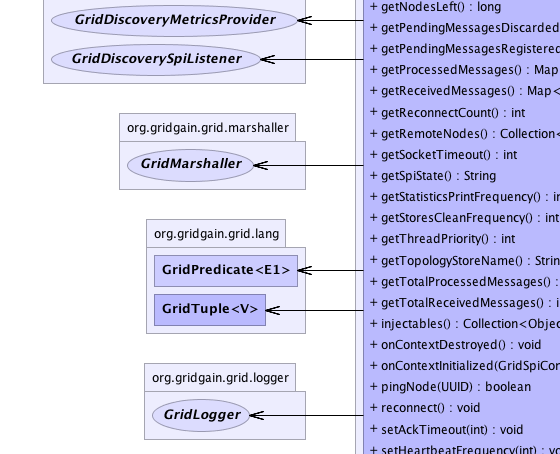 GridDiscoveryMetricsProvider
GridDiscoverySpiListener
org.gridgain.grid.marshaller
GridMarshaller
org.gridgain.grid.lang
GridPredicate<E1>
GridTuple<V>
org.gridgain.grid.logger
GridLogger
+ getNodesLeft() : long
+ getPendingMessagesDiscarded
+ getPendingMessagesRegistered
+ getProcessedMessages() : Map
+ getReceivedMessages() : Map<
+ getReconnectCount() : int
+ getRemoteNodes() : Collection<
+ getSocketTimeout() : int
+ getSpiState() : String
+ getStatisticsPrintFrequency() : in
+ getStoresCleanFrequency() : int
+ getThreadPriority() : int
+ getTopologyStoreName() : Strin
+ getTotalProcessedMessages() :
+ getTotalReceivedMessages() : i
+ injectables() : Collection<Objec
+ onContextDestroyed() : void
+ onContextInitialized(GridSpiCon
+ pingNode(UUID) : boolean
+ reconnect() : void
+ setAckTimeout(int) : void
+ setHeartbeatFrequency(int) : vo